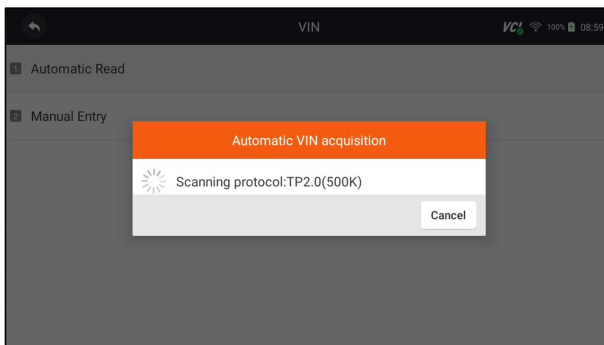 VIN
VCI 100% 08:59
1 Automatic Read
2 Manual Entry
Automatic VIN acquisition
Scanning protocol:TP2.0(500K)
Cancel